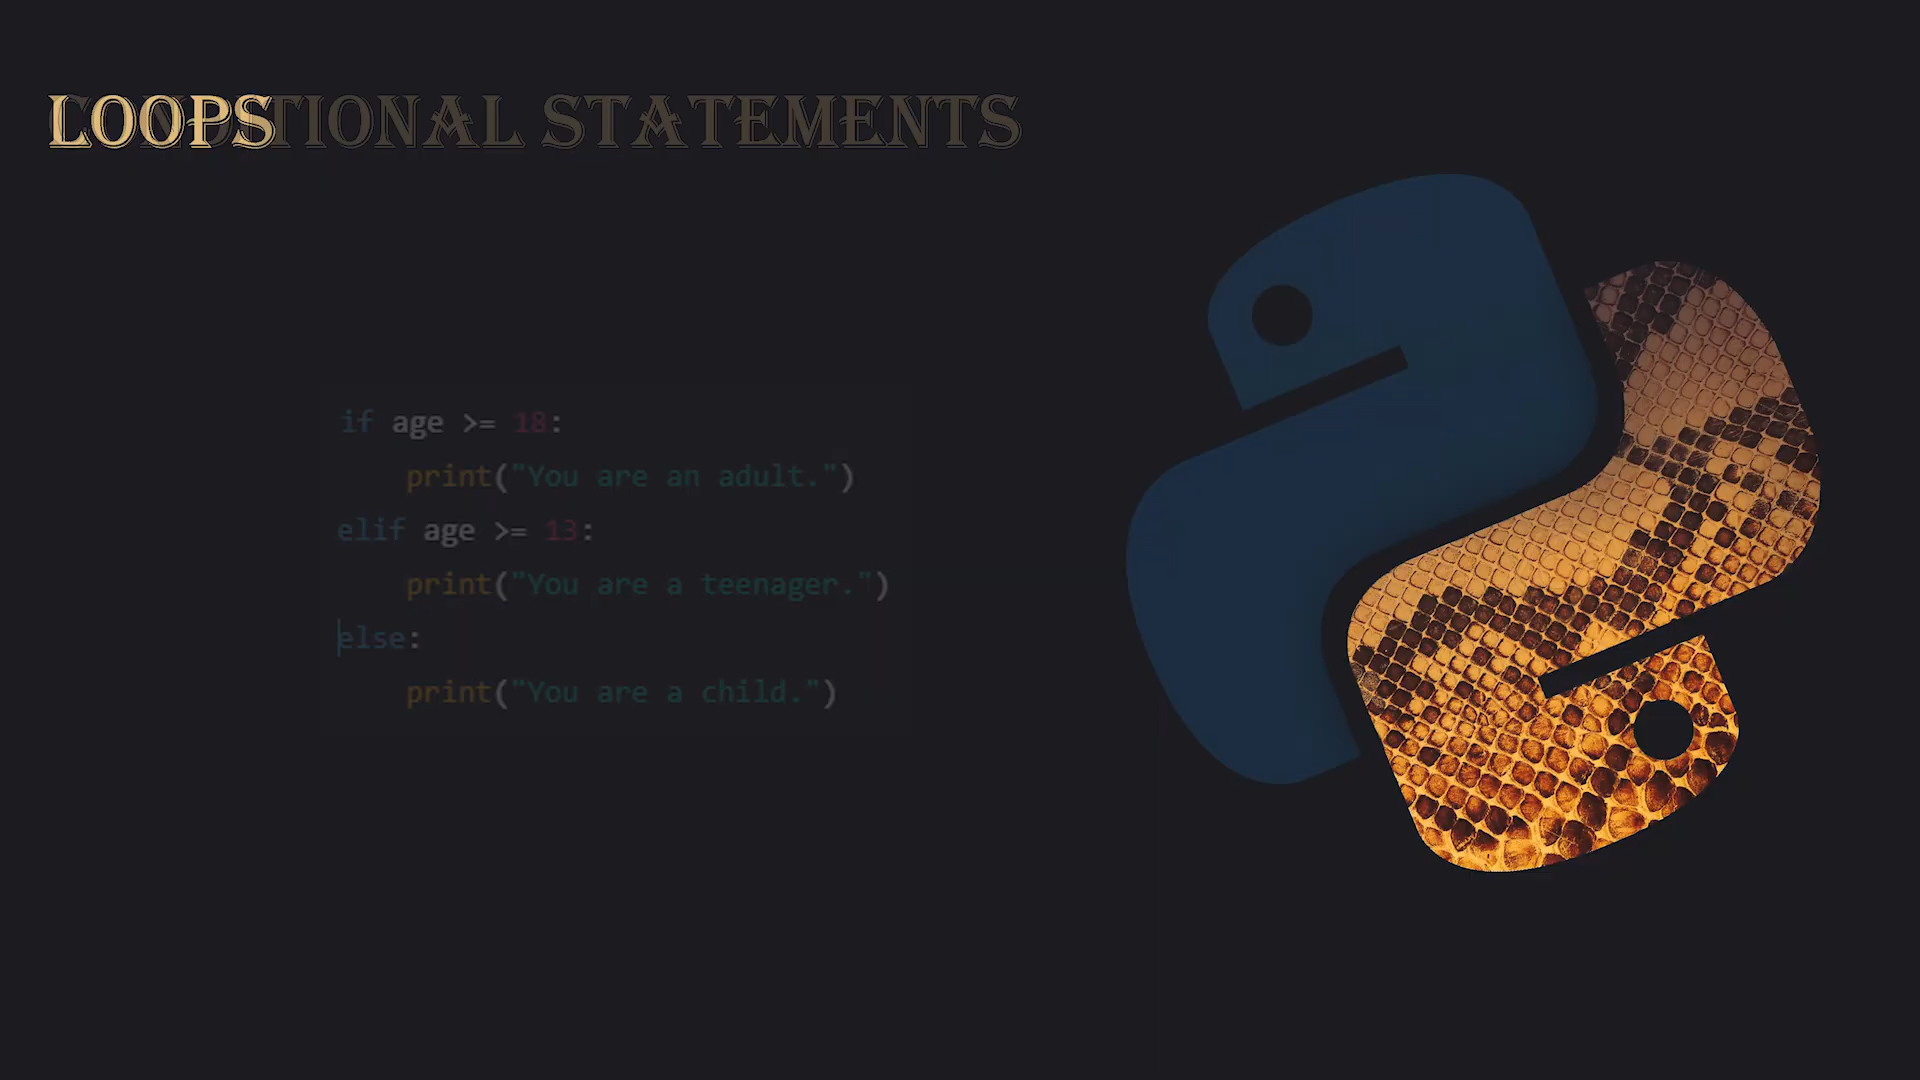 LOOPS
CONDITIONAL STATEMENTS
if age >= 18:
print("You are an adult.")
elif age >= 13:
print("You are a teenager.")
else:
print("You are a child.")